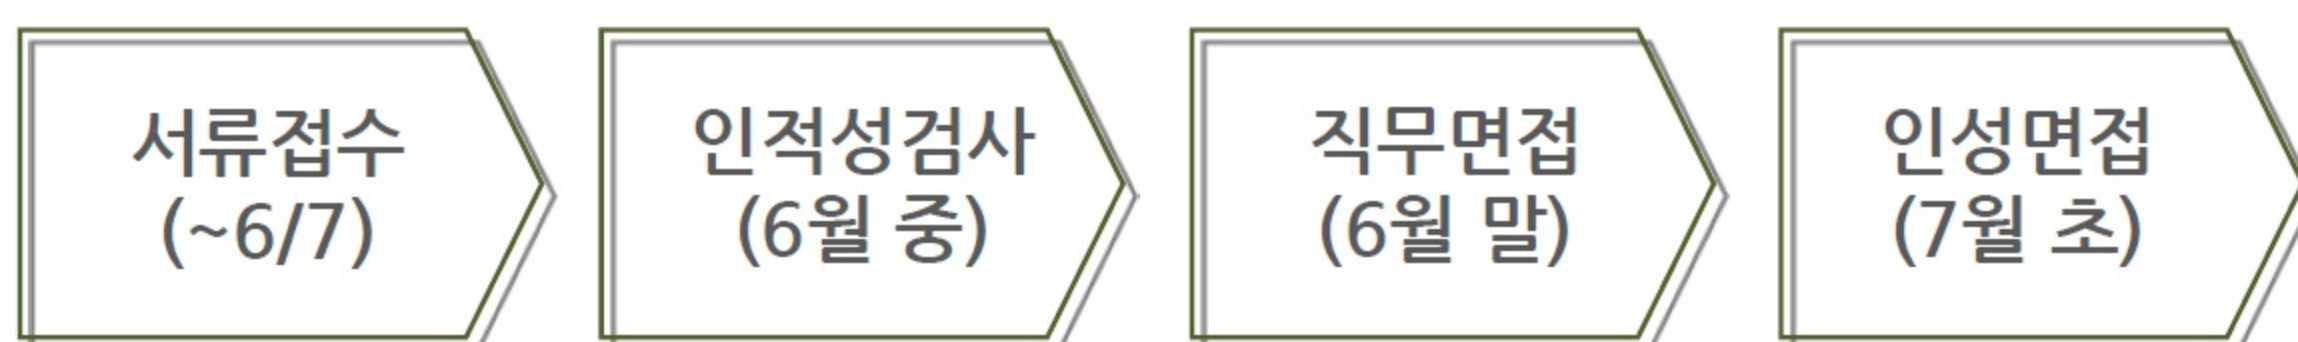 서류접수
(~6/7)
인적성검사
(6월 중)
직무면접
(6월 말)
인성면접
(7월 초)